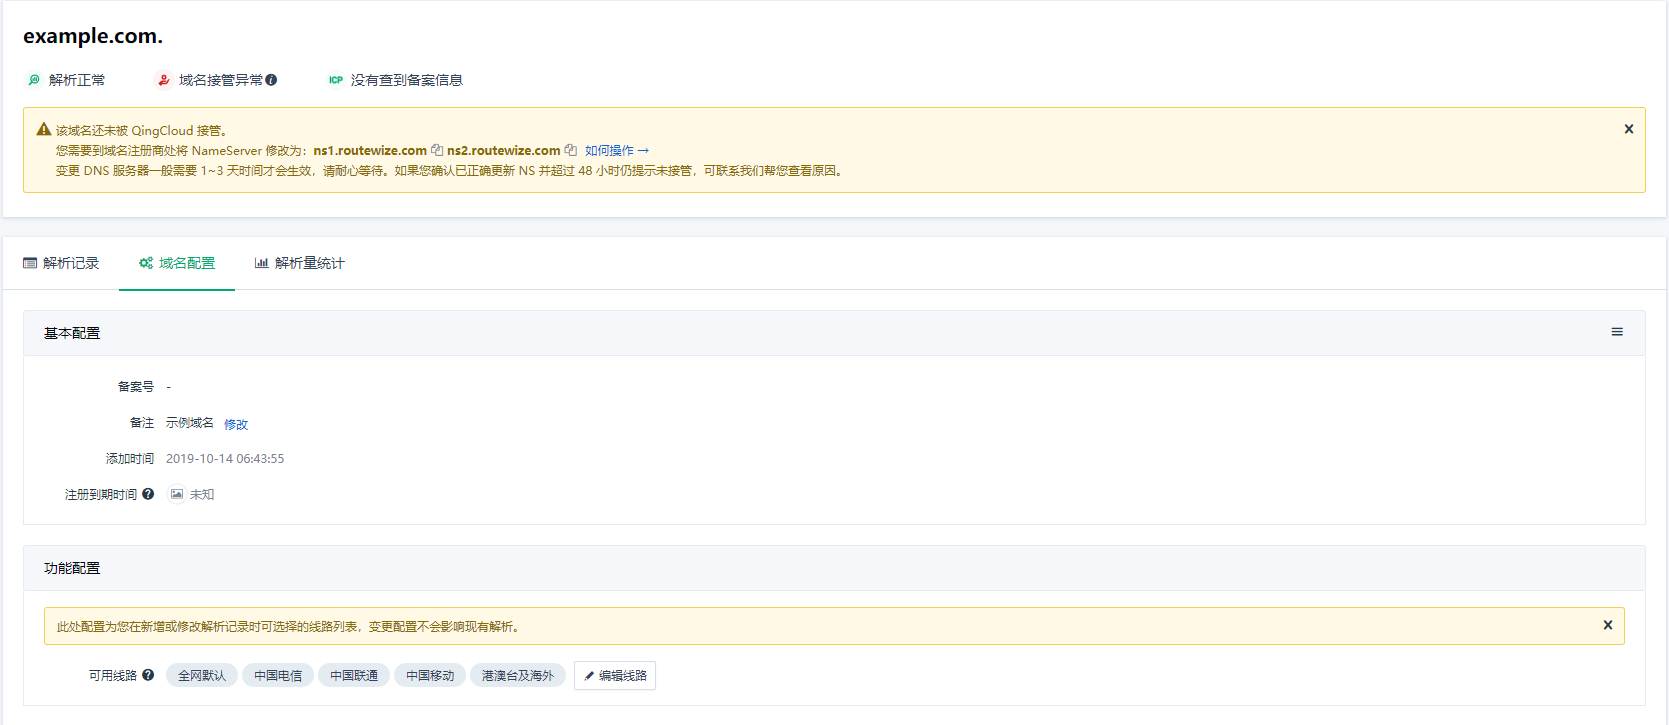 example.com.
解析正常 域名接管异常 ICP 没有查到备案信息
该域名还未被 QingCloud 接管。
您需要到域名注册商处将 NameServer 修改为： ns1.routewize.com ns2.routewize.com 如何操作 →
变更 DNS 服务器一般需要 1~3 天时间才会生效，请耐心等待。如果您确认已正确更新 NS 并超过 48 小时仍提示未接管，可联系我们帮您查看原因。
解析记录 域名配置 解析量统计
基本配置
备案号 -
备注 示例域名 修改
添加时间 2019-10-14 06:43:55
注册到期时间 未知
功能配置
此处配置为您在新增或修改解析记录时可选择的线路列表，变更配置不会影响现有解析。
可用线路 全网默认 中国电信 中国联通 中国移动 港澳台及海外 编辑线路